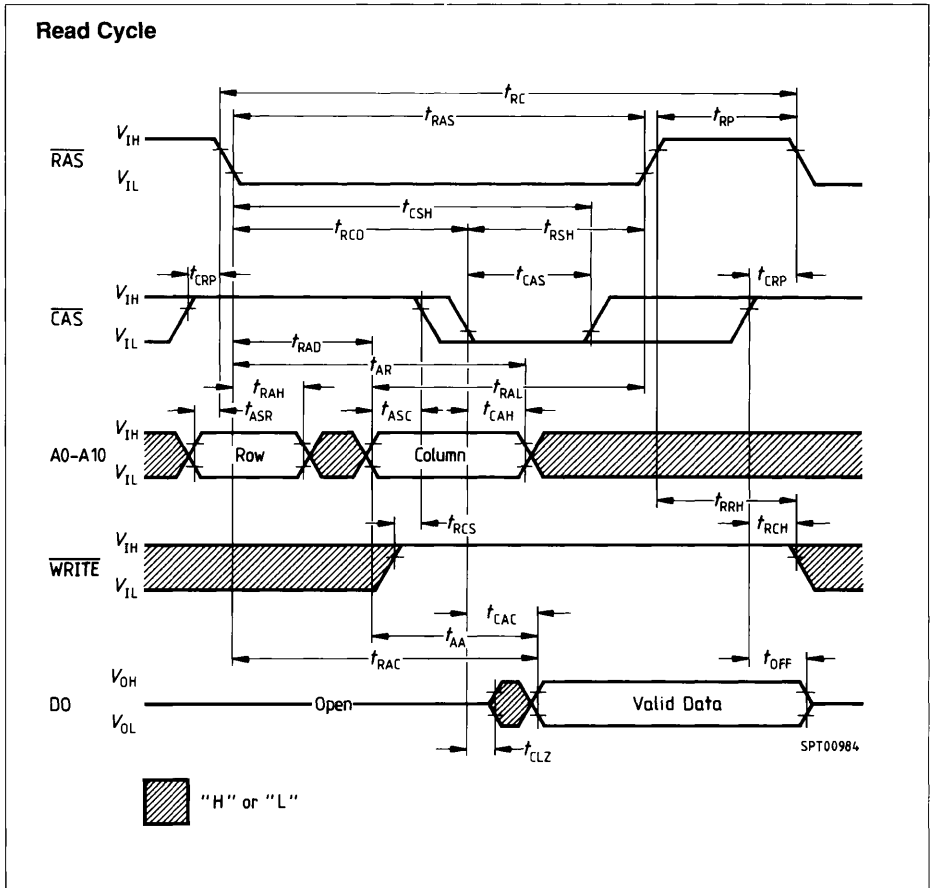 Read Cycle
tRC
tRAS
tRP
VIH
RAS
VIL
tCSH
tRCD
tRSH
tCRP
tCAS
tCRP
VIH
CAS
VIL
tRAD
tAR
tRAH
tRAL
tASR
tASC
tCAH
VIH
A0-A10
Row
Column
VIL
tRRH
tRCS
tRCH
VIH
WRITE
VIL
tCAC
tAA
tRAC
tOFF
VOH
DO
Open
Valid Data
VOL
SPT00984
tCLZ
"H" or "L"